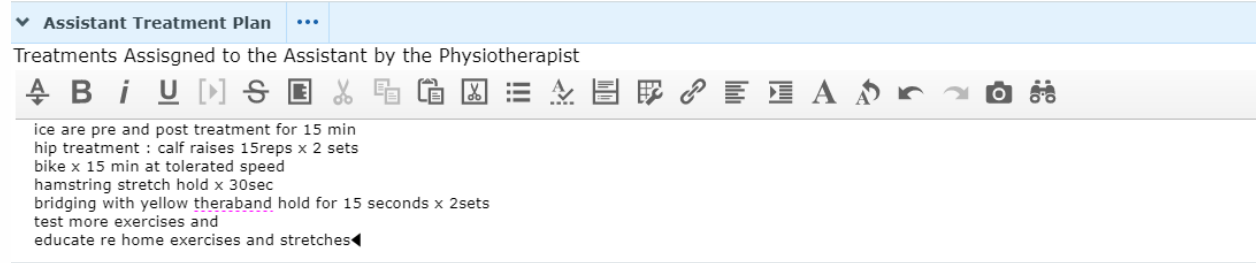 Assistant Treatment Plan
Treatments Assisgned to the Assistant by the Physiotherapist
ice are pre and post treatment for 15 min
hip treatment : calf raises 15reps x 2 sets
bike x 15 min at tolerated speed
hamstring stretch hold x 30sec
bridging with yellow theraband hold for 15 seconds x 2sets
test more exercises and
educate re home exercises and stretches